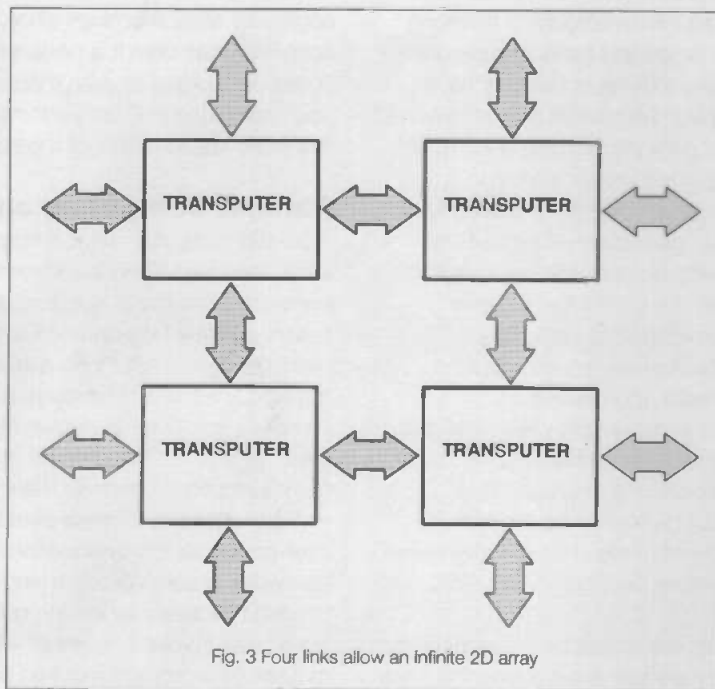 TRANSPUTER TRANSPUTER
TRANSPUTER TRANSPUTER
Fig. 3 Four links allow an infinite 2D array